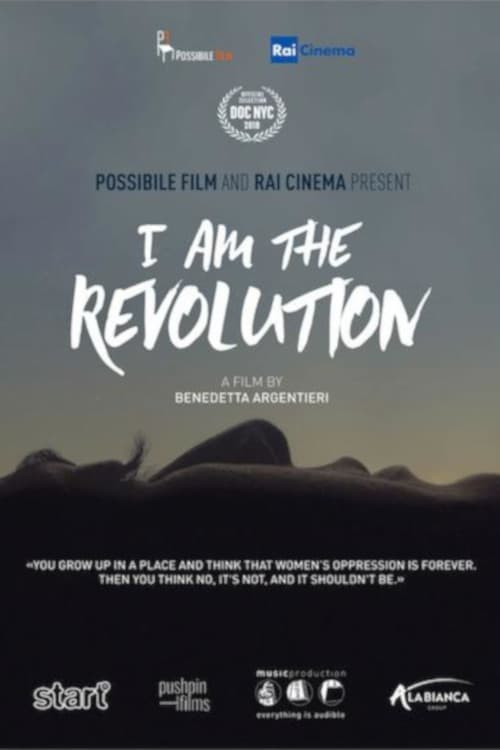 POSSIBILE FILM
Rai Cinema
OFFICIAL SELECTION
DOC NYC
2018
POSSIBILE FILM AND RAI CINEMA PRESENT
I AM THE
REVOLUTION
A FILM BY
BENEDETTA ARGENTIERI
«YOU GROW UP IN A PLACE AND THINK THAT WOMEN'S OPPRESSION IS FOREVER.
THEN YOU THINK NO, IT'S NOT, AND IT SHOULDN'T BE.»
start
pushpin
films
musicproduction
everything is audible
ALABIANCA
GROUP